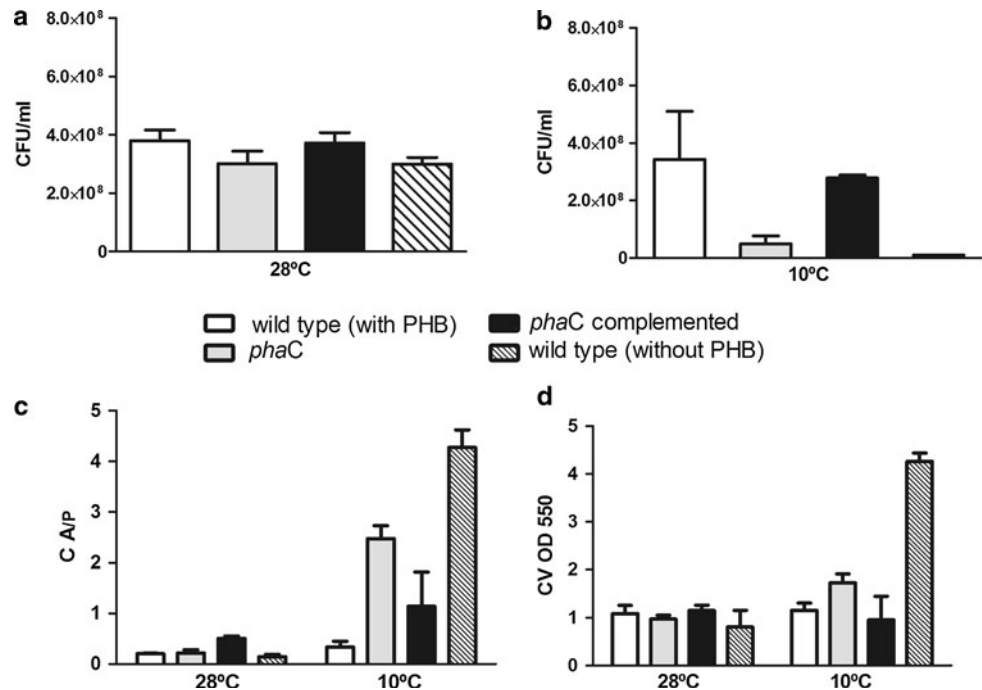 a
8.0×10⁸
6.0×10⁸
4.0×10⁸
2.0×10⁸
0
CFU/ml
28ºC
b
8.0×10⁸
6.0×10⁸
4.0×10⁸
2.0×10⁸
0
CFU/ml
10ºC
wild type (with PHB)
phaC complemented
phaC
wild type (without PHB)
c
5
4
3
2
1
0
C A/P
28ºC 10ºC
d
5
4
3
2
1
0
CV OD 550
28ºC 10ºC